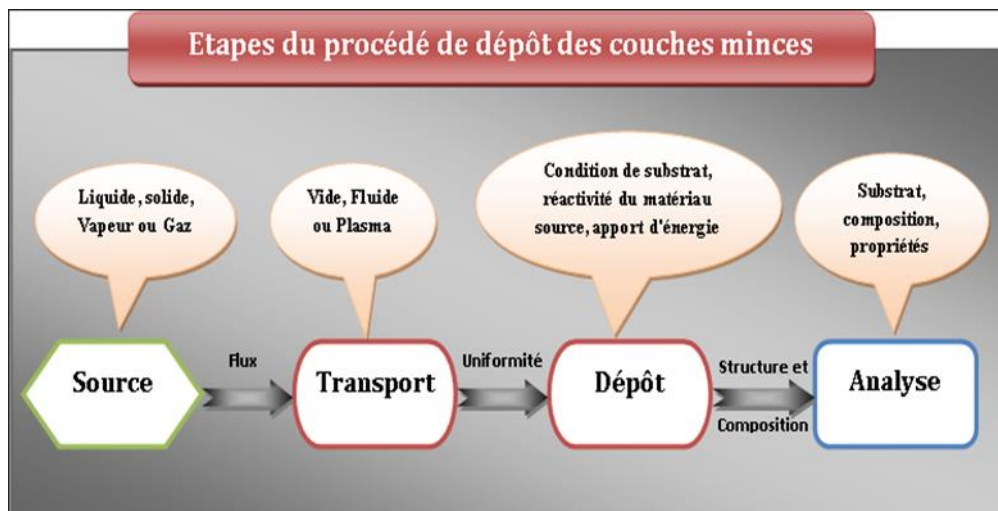 Etapes du procédé de dépôt des couches minces
Liquide, solide,
Vapeur ou Gaz
Vide, Fluide
ou Plasma
Condition de substrat,
réactivité du matériau
source, apport d'énergie
Substrat,
composition,
propriétés
Source
Flux
Transport
Uniformité
Dépôt
Structure et
Composition
Analyse